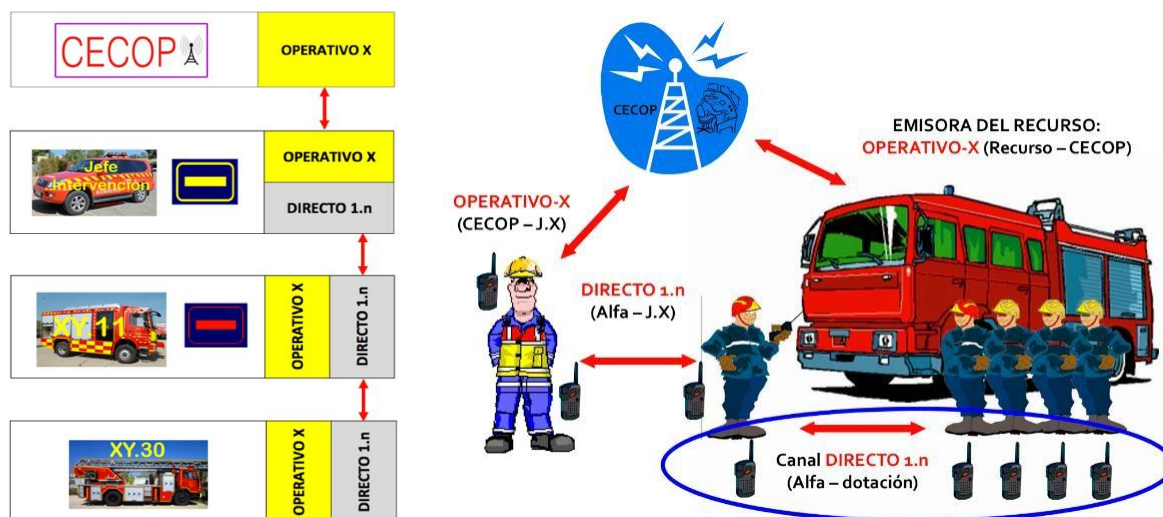 CECOP
OPERATIVO X
Jefe
Intervención
OPERATIVO X
DIRECTO 1.n
XY 11
OPERATIVO X
DIRECTO 1.n
XY.30
OPERATIVO X
DIRECTO 1.n
CECOP
EMISORA DEL RECURSO:
OPERATIVO-X (Recurso – CECOP)
OPERATIVO-X
(CECOP – J.X)
DIRECTO 1.n
(Alfa – J.X)
Canal DIRECTO 1.n
(Alfa – dotación)